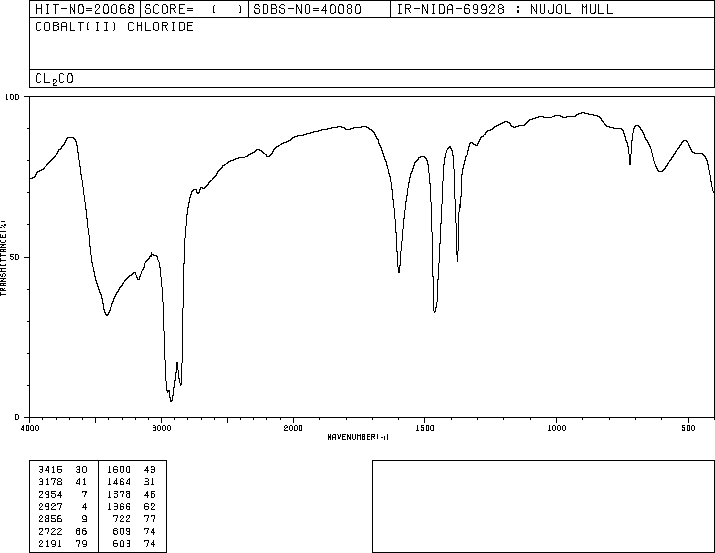 HIT-NO=20068 SCORE= ( ) SDBS-NO=40080 IR-NIDA-69928 : NUJOL MULL
COBALT(II) CHLORIDE
CL2CO
100
50
0
TRANSMITTANCE(%)
4000 3000 2000 1500 1000 500
WAVENUMBER(-1)
3415 30 1600 43
3178 41 1464 31
2954 7 1378 46
2927 4 1366 62
2856 9 722 77
2722 66 609 74
2191 79 603 74